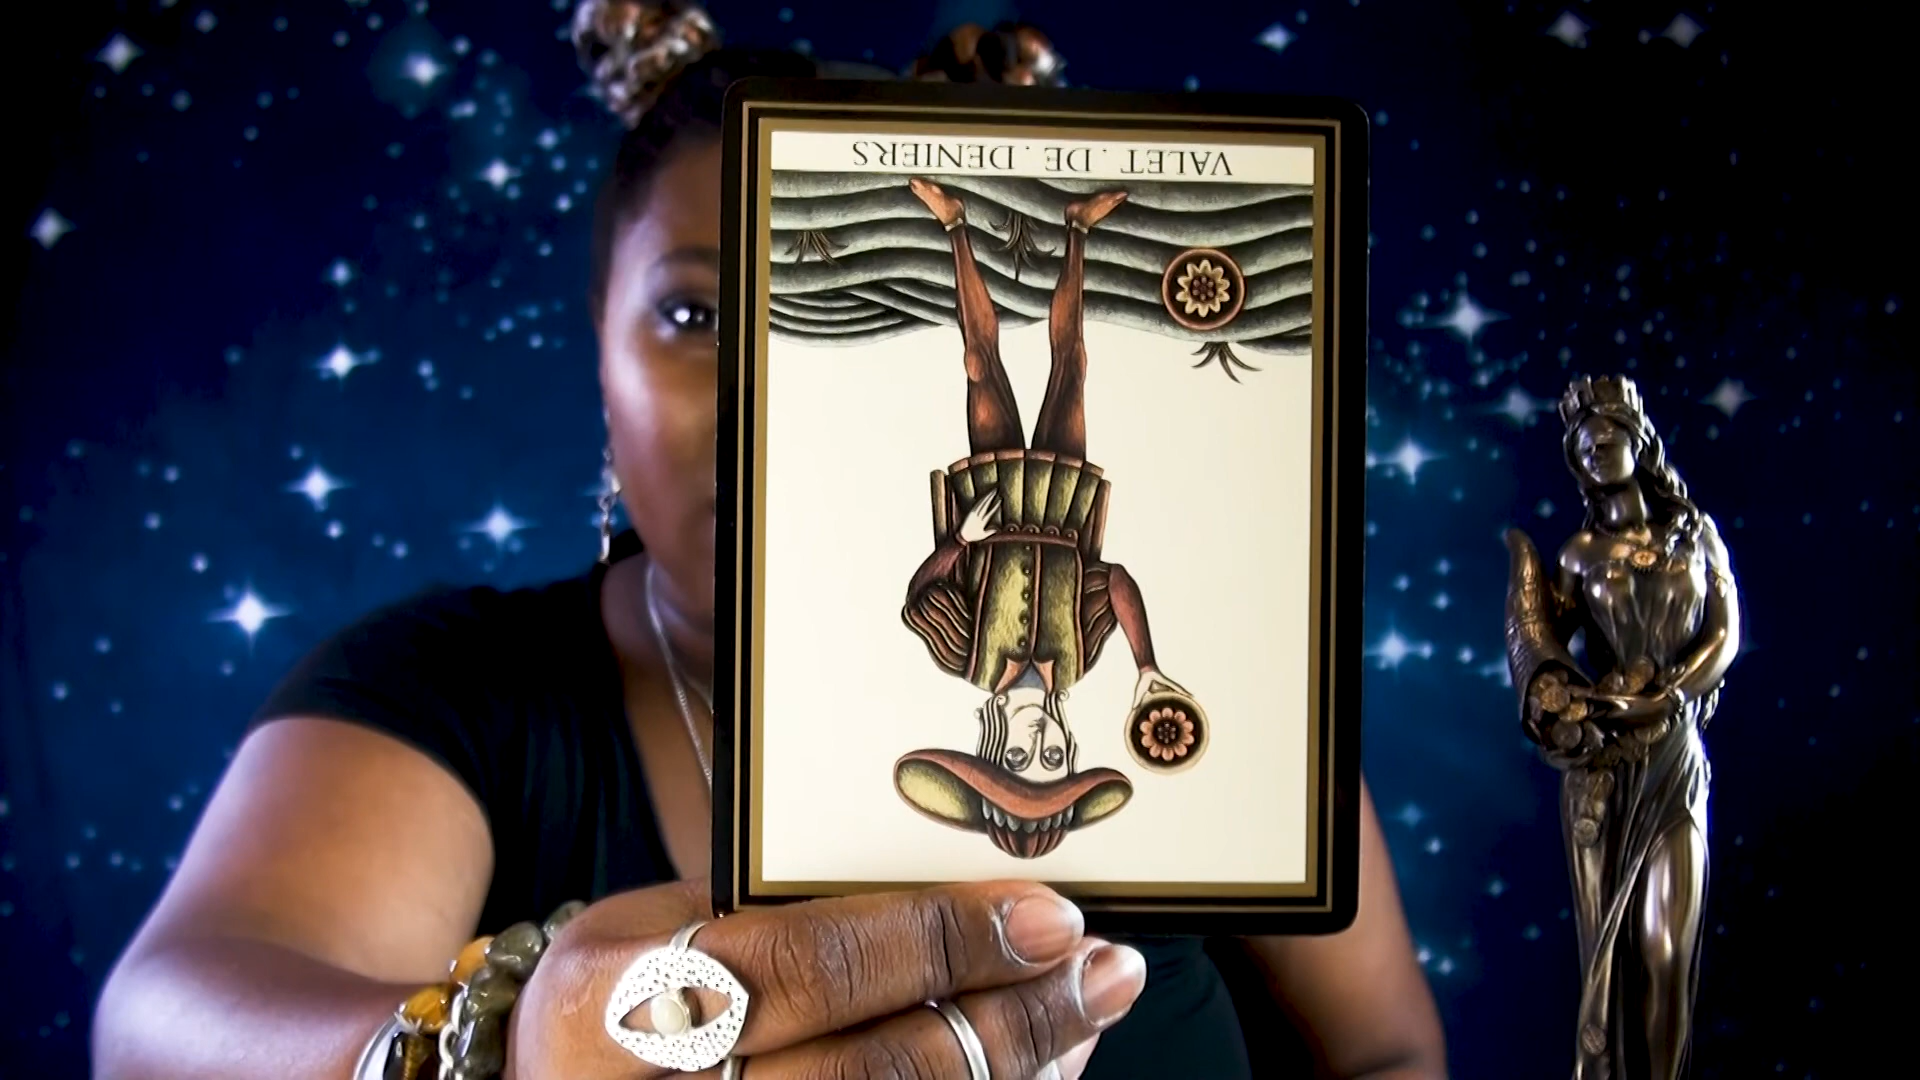 VALET . DE . DENIERS